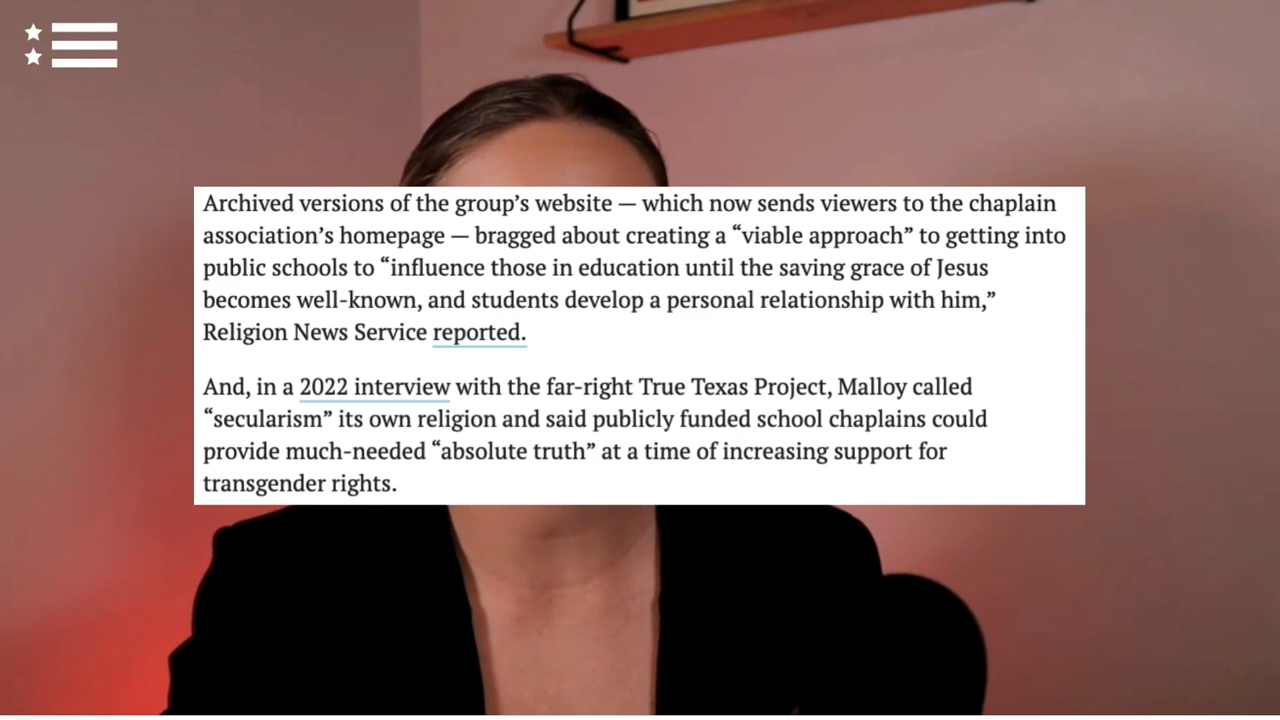 Archived versions of the group’s website — which now sends viewers to the chaplain
association’s homepage — bragged about creating a “viable approach” to getting into
public schools to “influence those in education until the saving grace of Jesus
becomes well-known, and students develop a personal relationship with him,”
Religion News Service reported.
And, in a 2022 interview with the far-right True Texas Project, Malloy called
“secularism” its own religion and said publicly funded school chaplains could
provide much-needed “absolute truth” at a time of increasing support for
transgender rights.